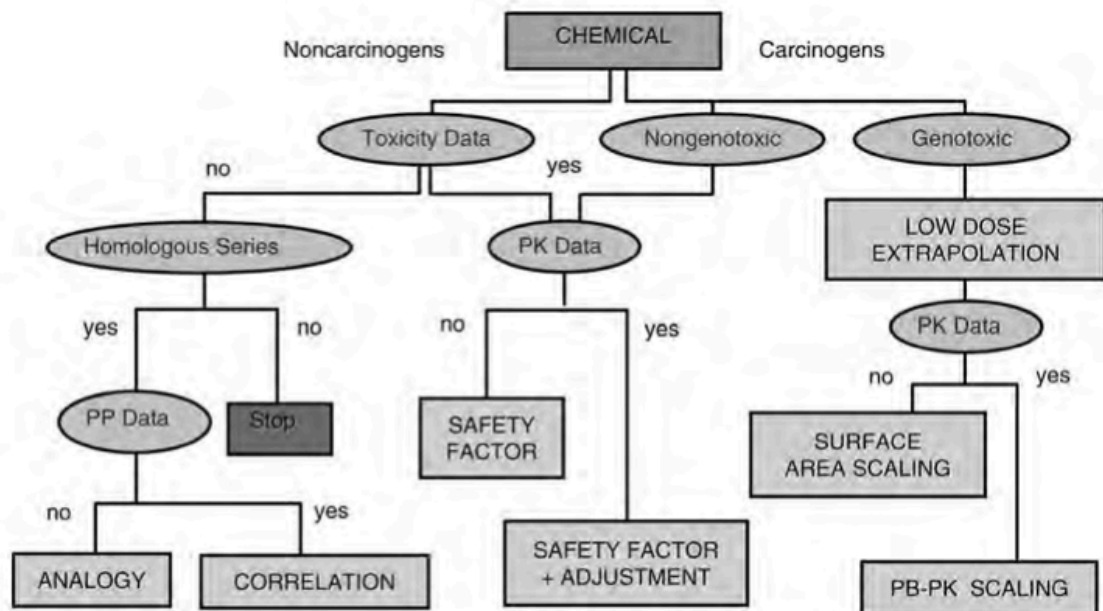 CHEMICAL
Noncarcinogens
Carcinogens
Toxicity Data
Nongenotoxic
Genotoxic
no
yes
Homologous Series
PK Data
LOW DOSE
EXTRAPOLATION
yes
no
no
yes
PK Data
no
yes
PP Data
Stop
SAFETY
FACTOR
SURFACE
AREA SCALING
no
yes
ANALOGY
CORRELATION
SAFETY FACTOR
+ ADJUSTMENT
PB-PK SCALING